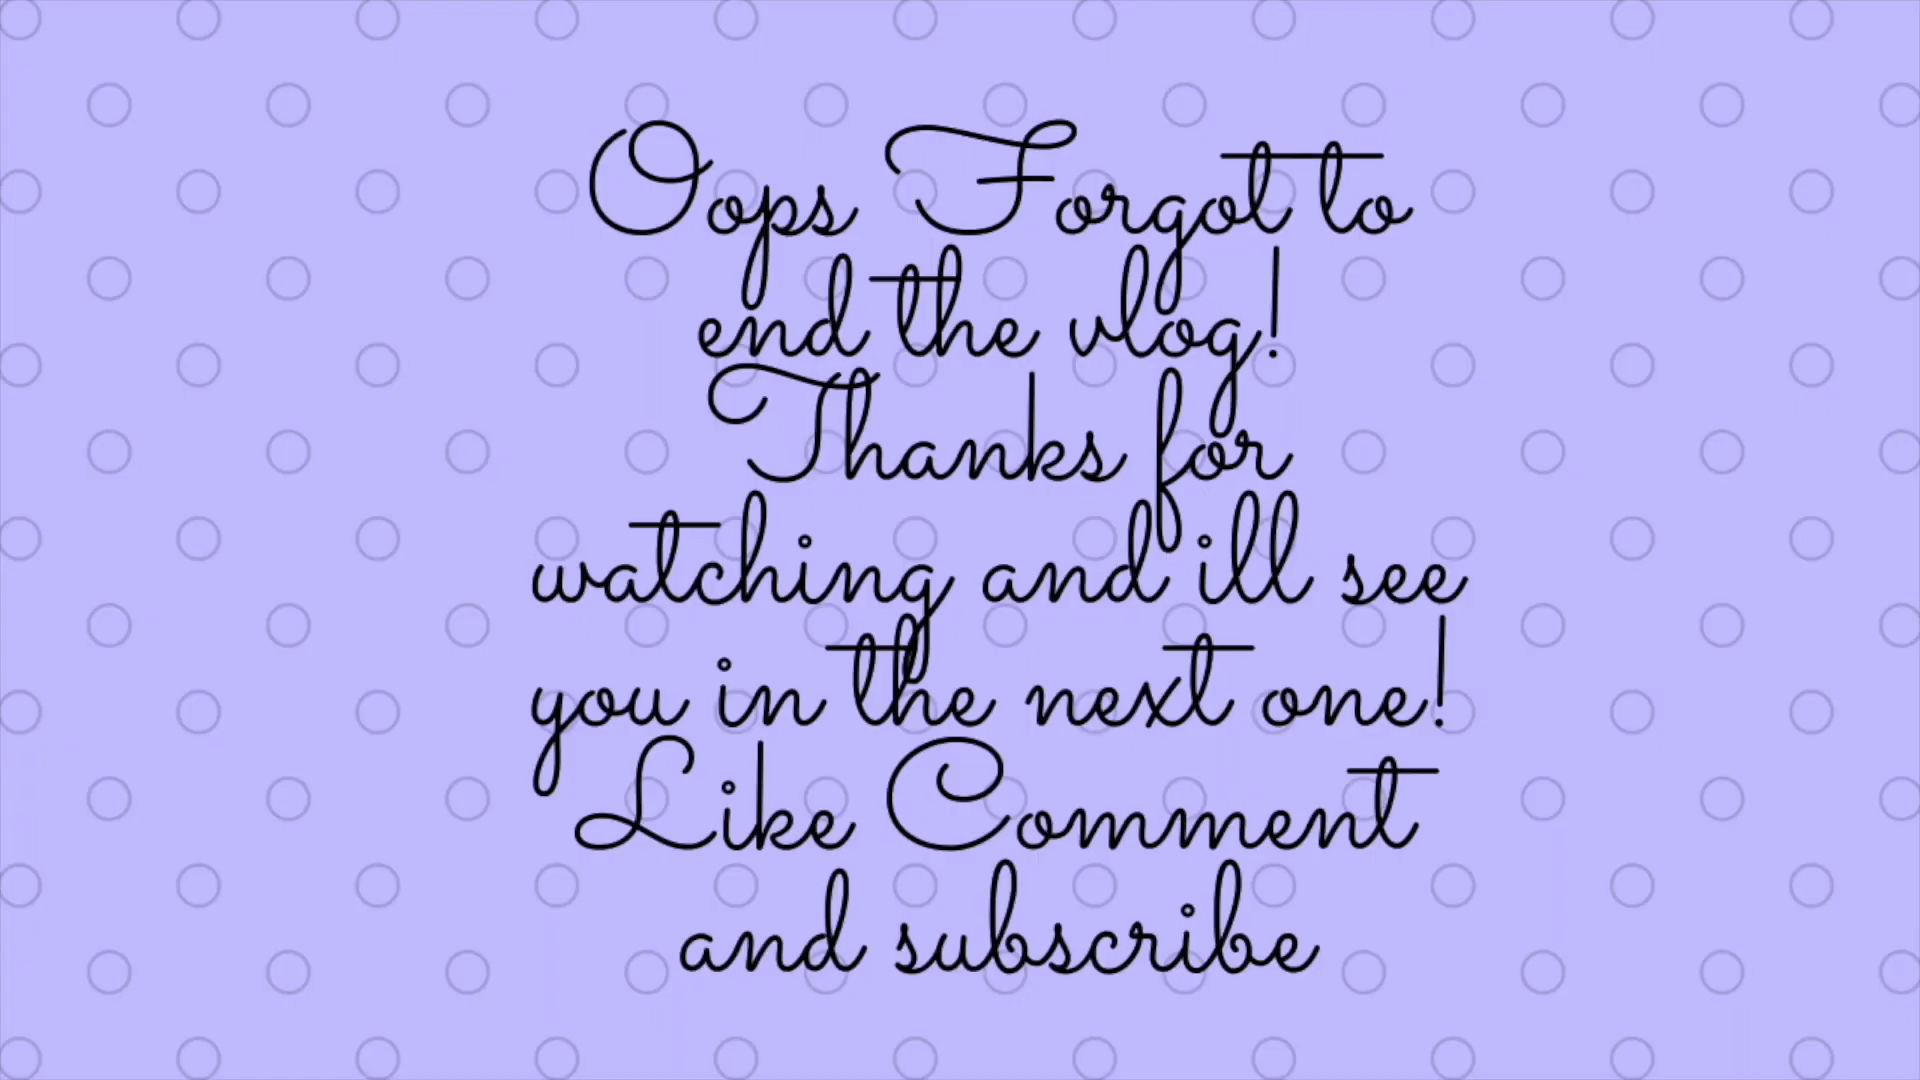 Oops Forgot to
end the vlog!
Thanks for
watching and ill see
you in the next one!
Like Comment
and subscribe